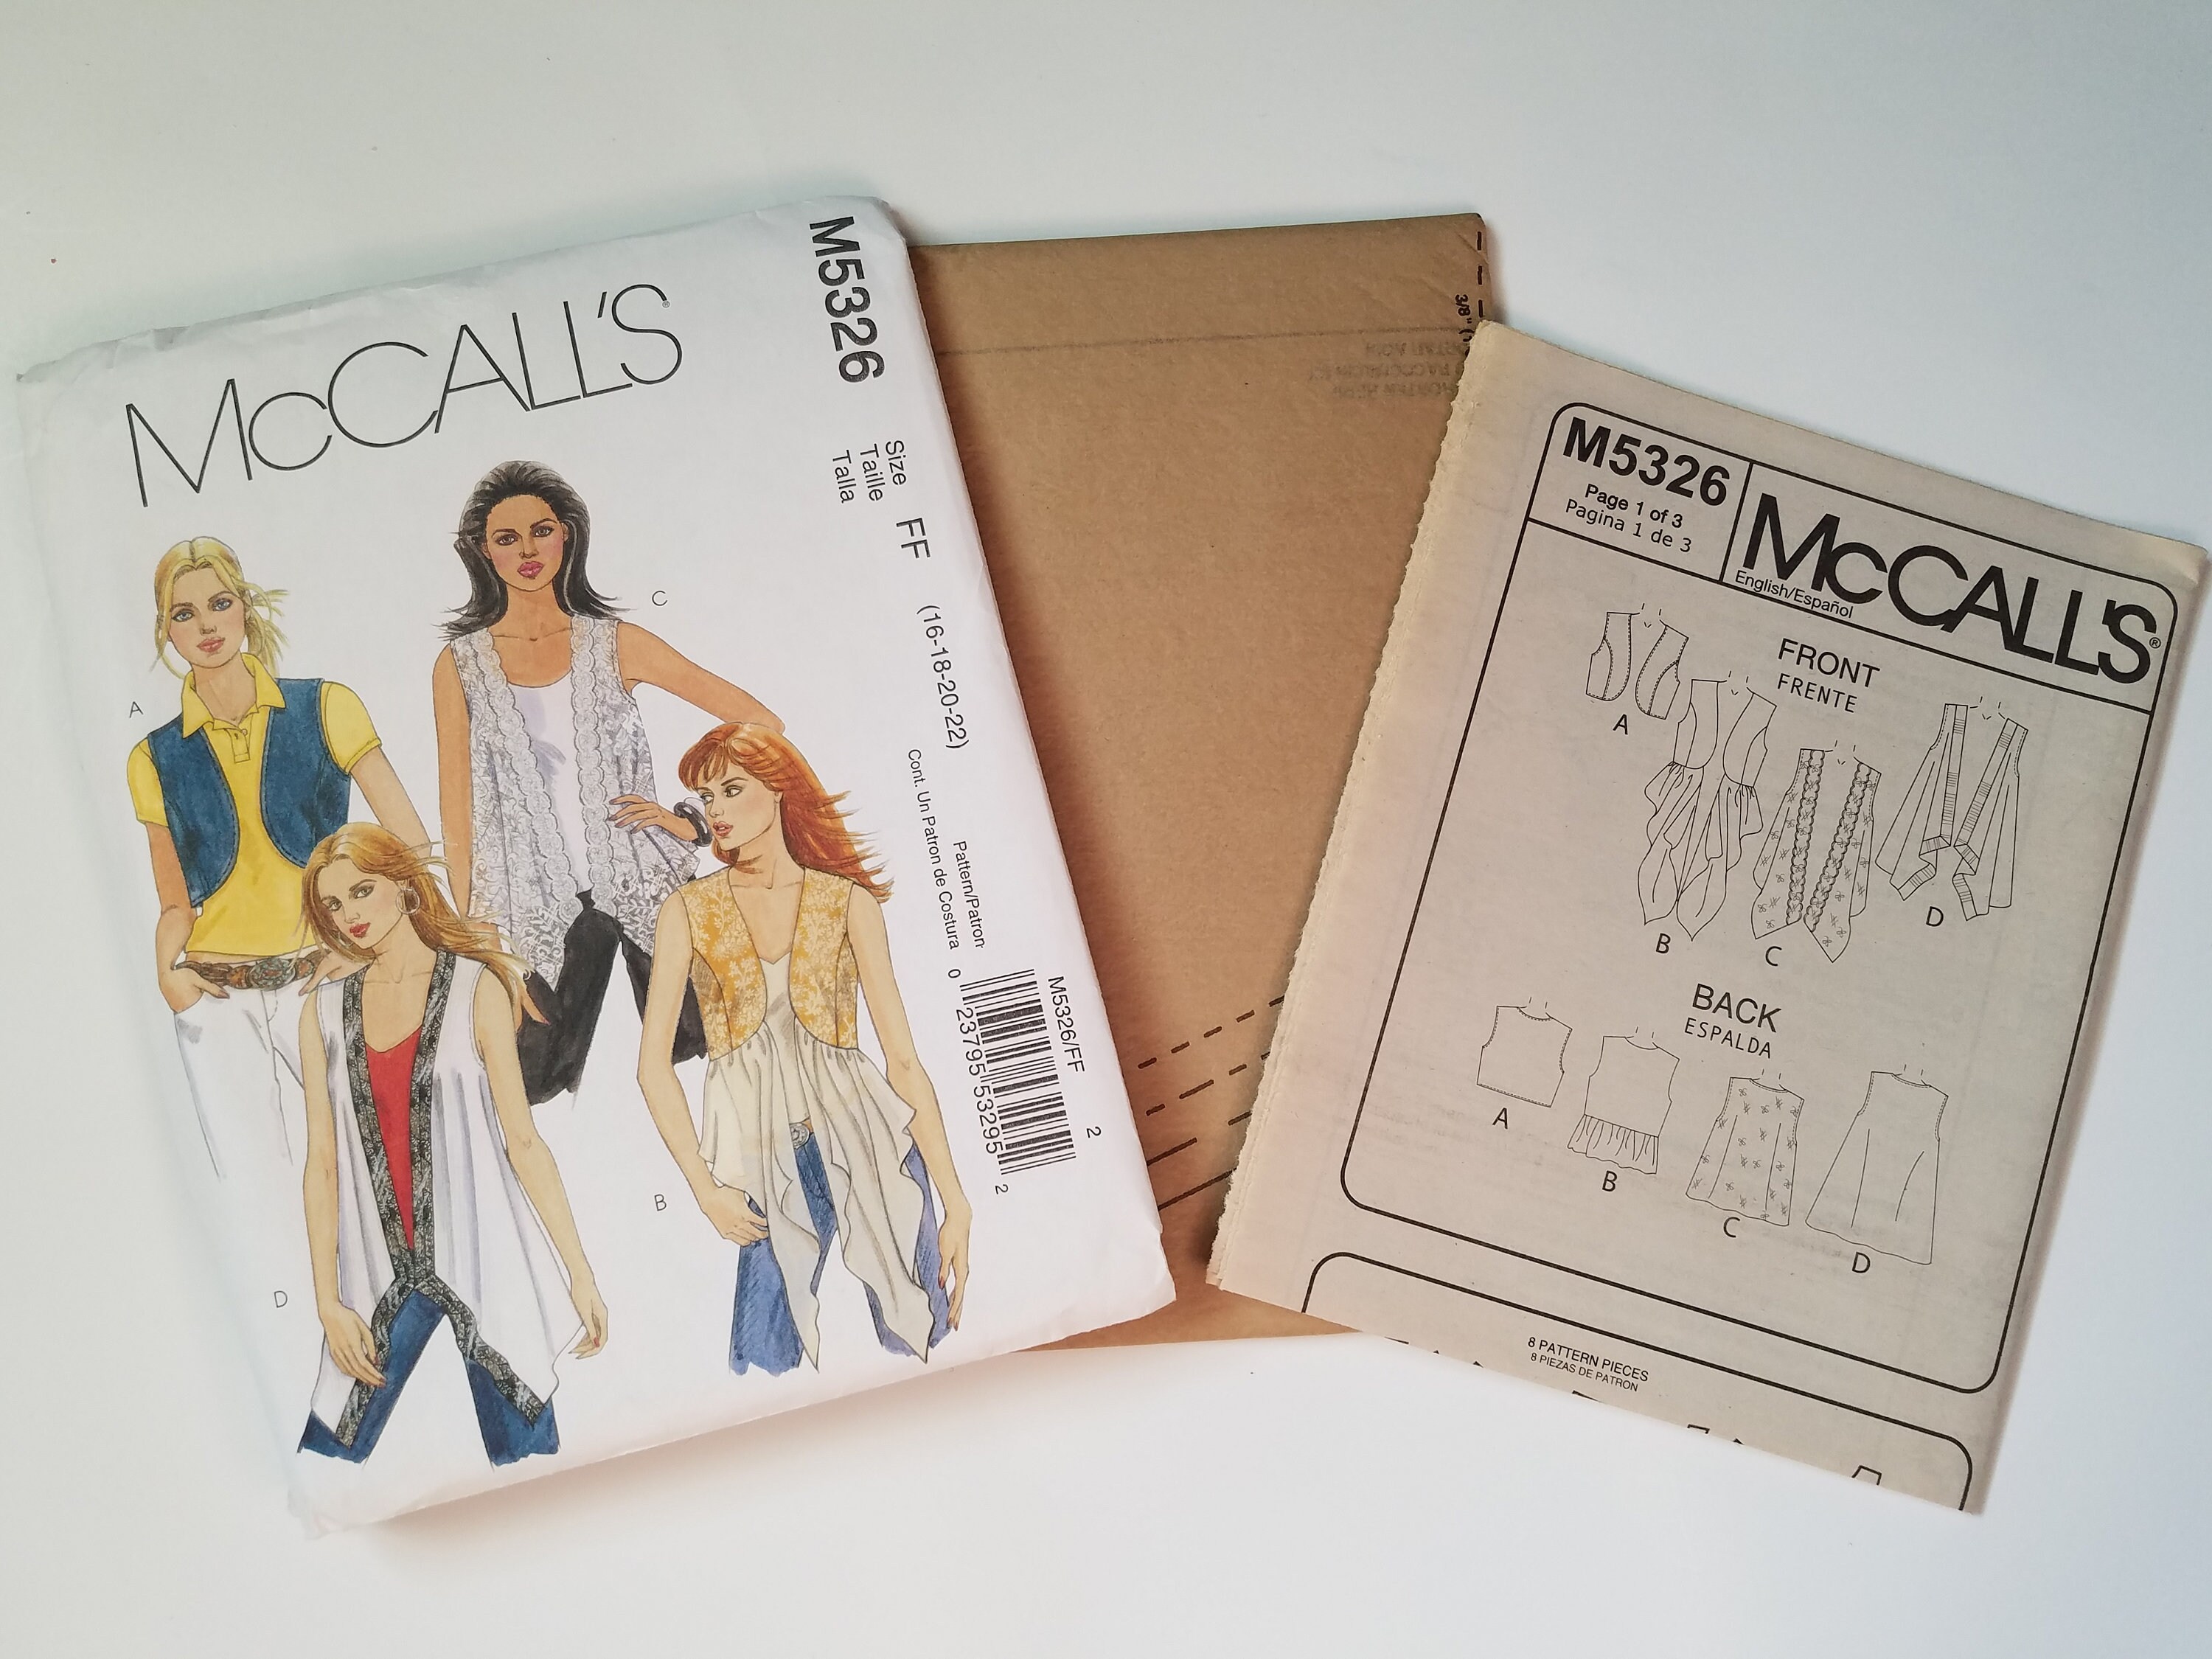 McCALL'S®
M5326
Size
Taille
Talla
FF
(16-18-20-22)
Pattern/Patron
Cont. Un Patron de Costura
M5326/FF
0 23795 53295 2
2
A
C
B
D
3/8" (
M5326
Page 1 of 3
Pagina 1 de 3
McCALL'S®
English/Español
FRONT
FRENTE
A
B
C
D
BACK
ESPALDA
A
B
C
D
8 PATTERN PIECES
8 PIEZAS DE PATRON